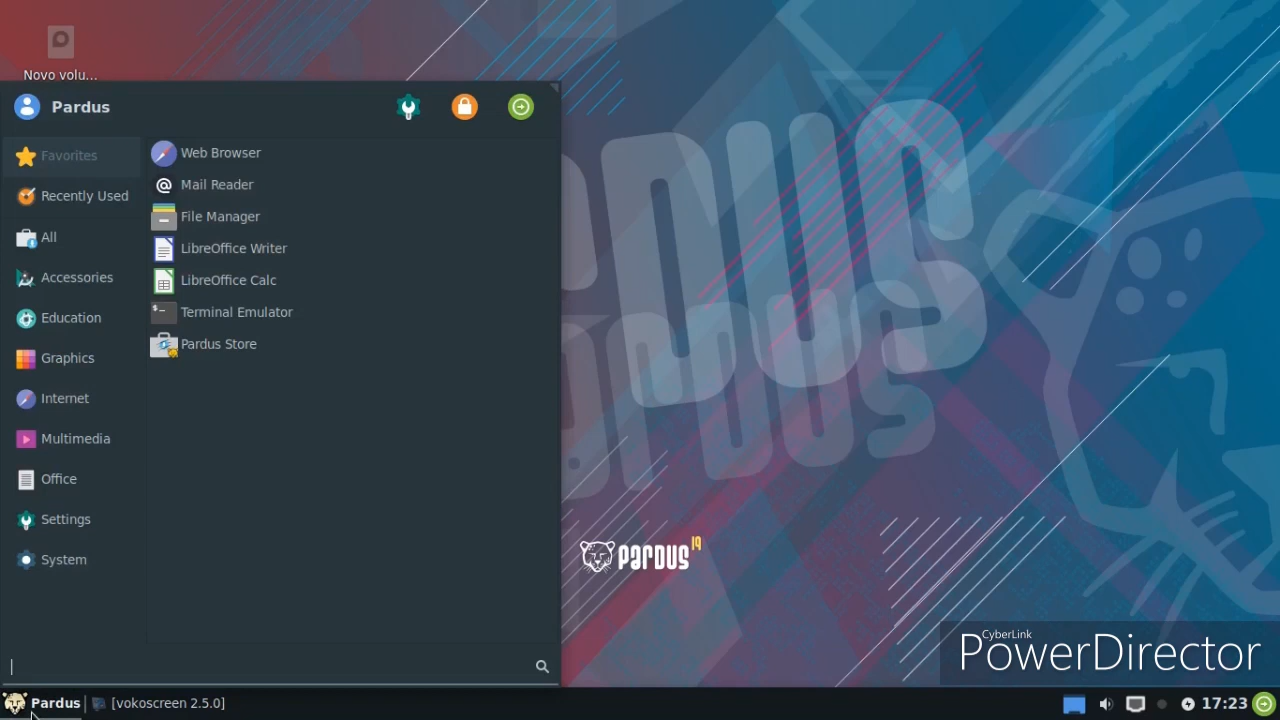 Novo volu...
Pardus
Favorites
Recently Used
All
Accessories
Education
Graphics
Internet
Multimedia
Office
Settings
System
Web Browser
Mail Reader
File Manager
LibreOffice Writer
LibreOffice Calc
$-
Terminal Emulator
Pardus Store
PARDUS 19
CyberLink
PowerDirector
Pardus
[vokoscreen 2.5.0]
17:23